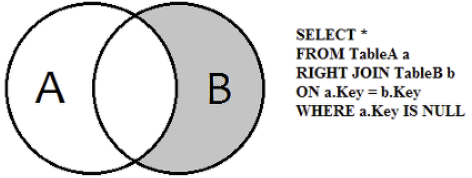 A
B
SELECT *
FROM TableA a
RIGHT JOIN TableB b
ON a.Key = b.Key
WHERE a.Key IS NULL